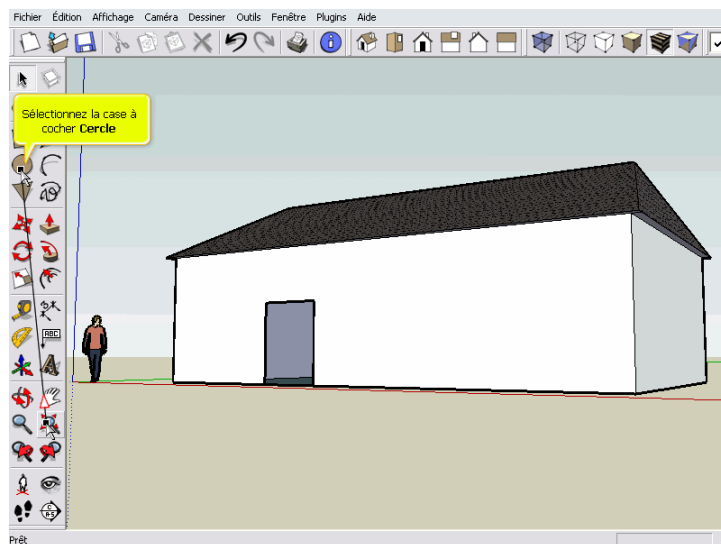 Fichier Édition Affichage Caméra Dessiner Outils Fenêtre Plugins Aide
Sélectionnez la case à
cocher Cercle
ABC
Prêt